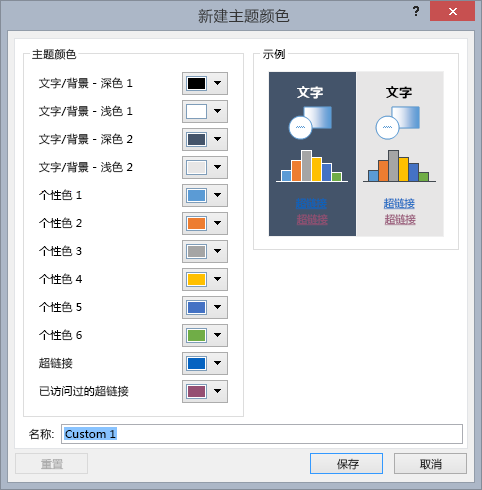 新建主题颜色
?
主题颜色
文字/背景 - 深色 1
文字/背景 - 浅色 1
文字/背景 - 深色 2
文字/背景 - 浅色 2
个性色 1
个性色 2
个性色 3
个性色 4
个性色 5
个性色 6
超链接
已访问过的超链接
示例
文字 文字
超链接 超链接
超链接 超链接
名称: Custom 1
重置 保存 取消